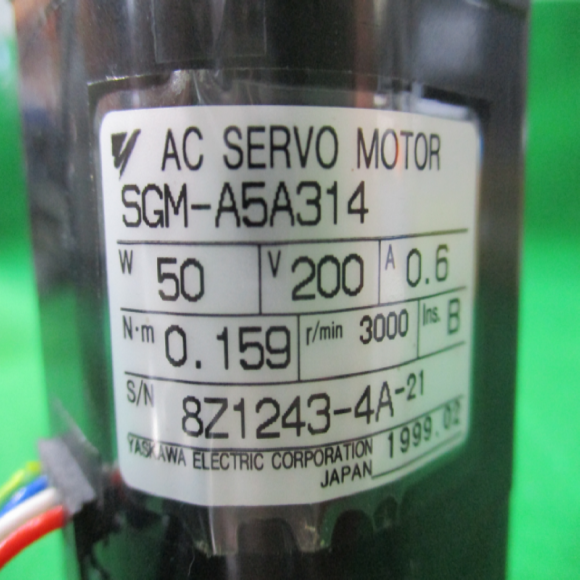 AC SERVO MOTOR
SGM-A5A314
W 50 V 200 A 0.6
N·m 0.159 r/min 3000 Ins. B
S/N 8Z1243-4A-21
YASKAWA ELECTRIC CORPORATION 1999.02
JAPAN